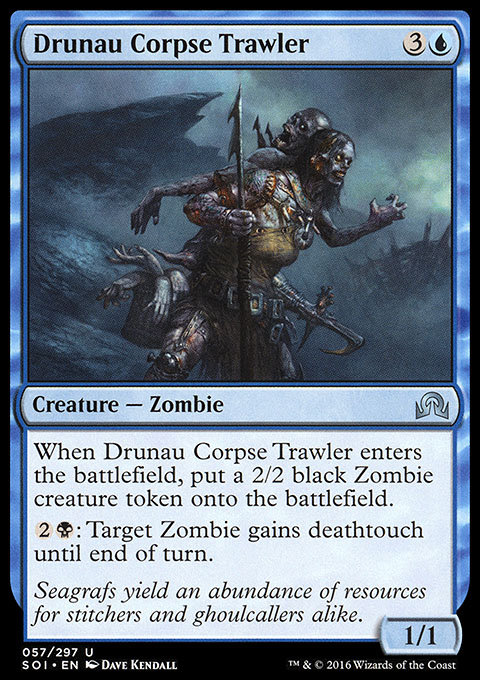 Drunau Corpse Trawler 3
Creature — Zombie
When Drunau Corpse Trawler enters
the battlefield, put a 2/2 black Zombie
creature token onto the battlefield.
2 : Target Zombie gains deathtouch
until end of turn.
Seagrafs yield an abundance of resources
for stitchers and ghoulcallers alike.
1/1
057/297 U
SOI • EN Dave Kendall
™ & © 2016 Wizards of the Coast